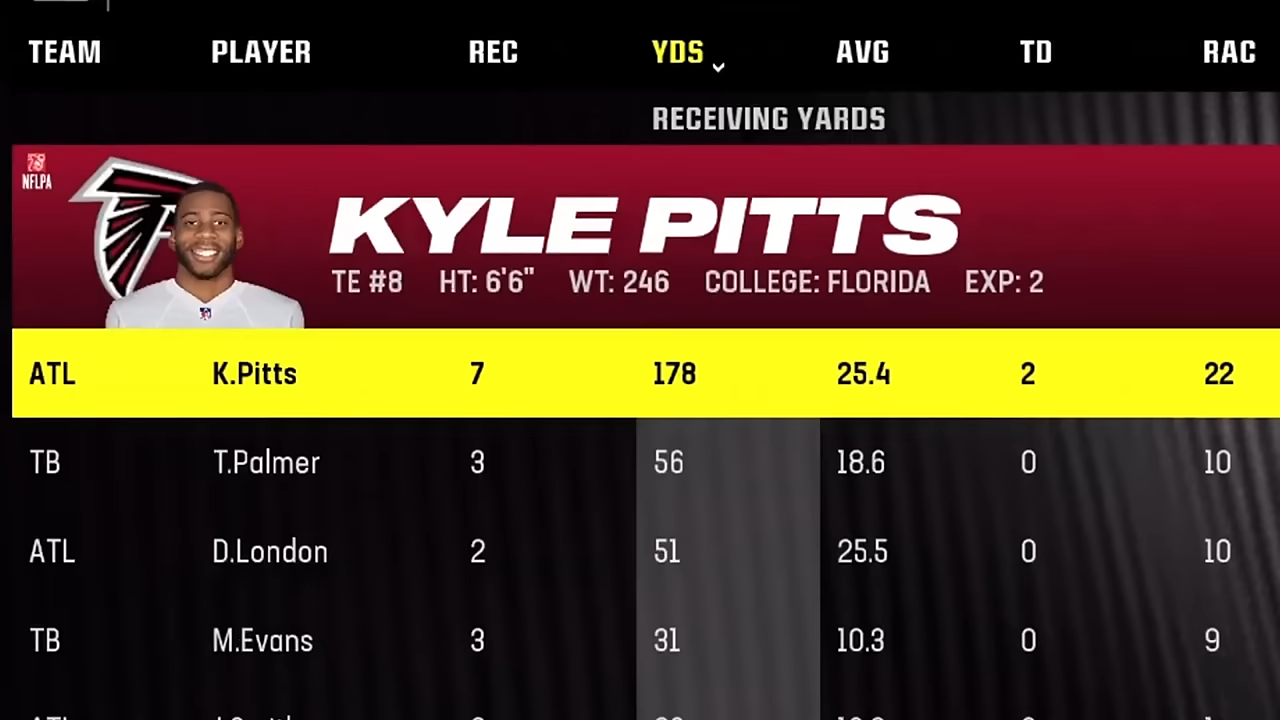 TEAM PLAYER REC YDS AVG TD RAC
RECEIVING YARDS
NFLPA
KYLE PITTS
TE #8 HT: 6'6" WT: 246 COLLEGE: FLORIDA EXP: 2
ATL K.Pitts 7 178 25.4 2 22
TB T.Palmer 3 56 18.6 0 10
ATL D.London 2 51 25.5 0 10
TB M.Evans 3 31 10.3 0 9